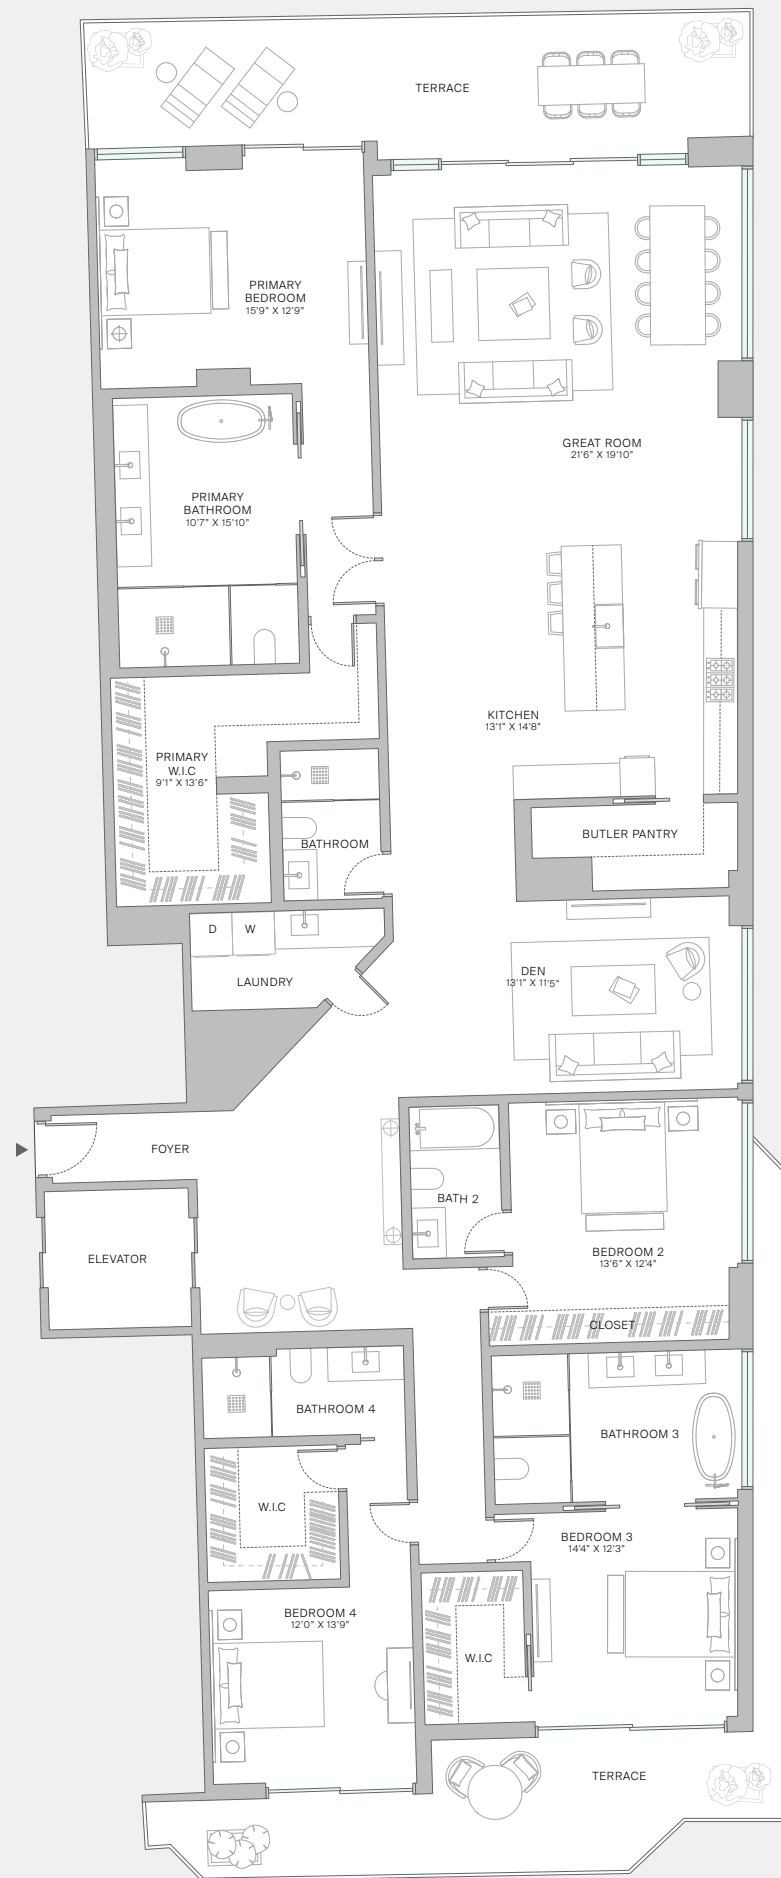 TERRACE
PRIMARY
BEDROOM
15'9" X 12'9"
GREAT ROOM
21'6" X 19'10"
PRIMARY
BATHROOM
10'7" X 15'10"
KITCHEN
13'1" X 14'8"
PRIMARY
W.I.C
9'1" X 13'6"
BUTLER PANTRY
BATHROOM
D
W
DEN
13'1" X 11'5"
LAUNDRY
FOYER
BATH 2
BEDROOM 2
13'6" X 12'4"
ELEVATOR
CLOSET
BATHROOM 4
BATHROOM 3
W.I.C
BEDROOM 3
14'4" X 12'3"
BEDROOM 4
12'0" X 13'9"
W.I.C
TERRACE